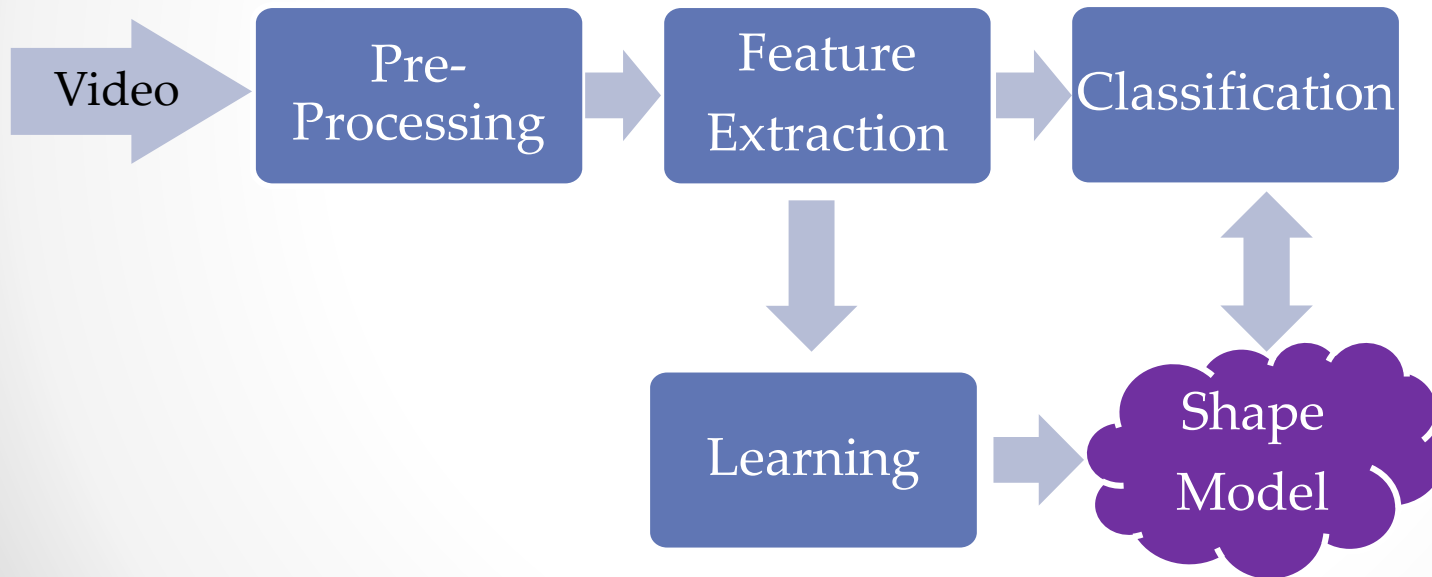 Video
Pre-
Processing
Feature
Extraction
Classification
Learning
Shape
Model